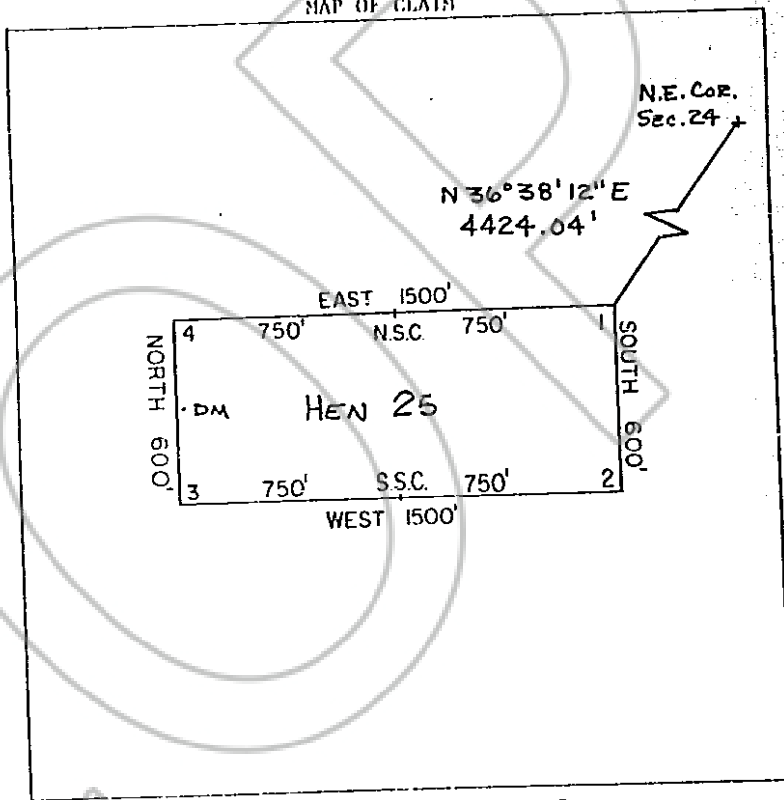 MAP OF CLAIM
N.E. COR.
SEC. 24
N 36° 38' 12" E
4424.04'
EAST 1500'
4 750' N.S.C. 750' 1
NORTH 600'
SOUTH 600'
DM HEN 25
3 750' S.S.C. 750' 2
WEST 1500'